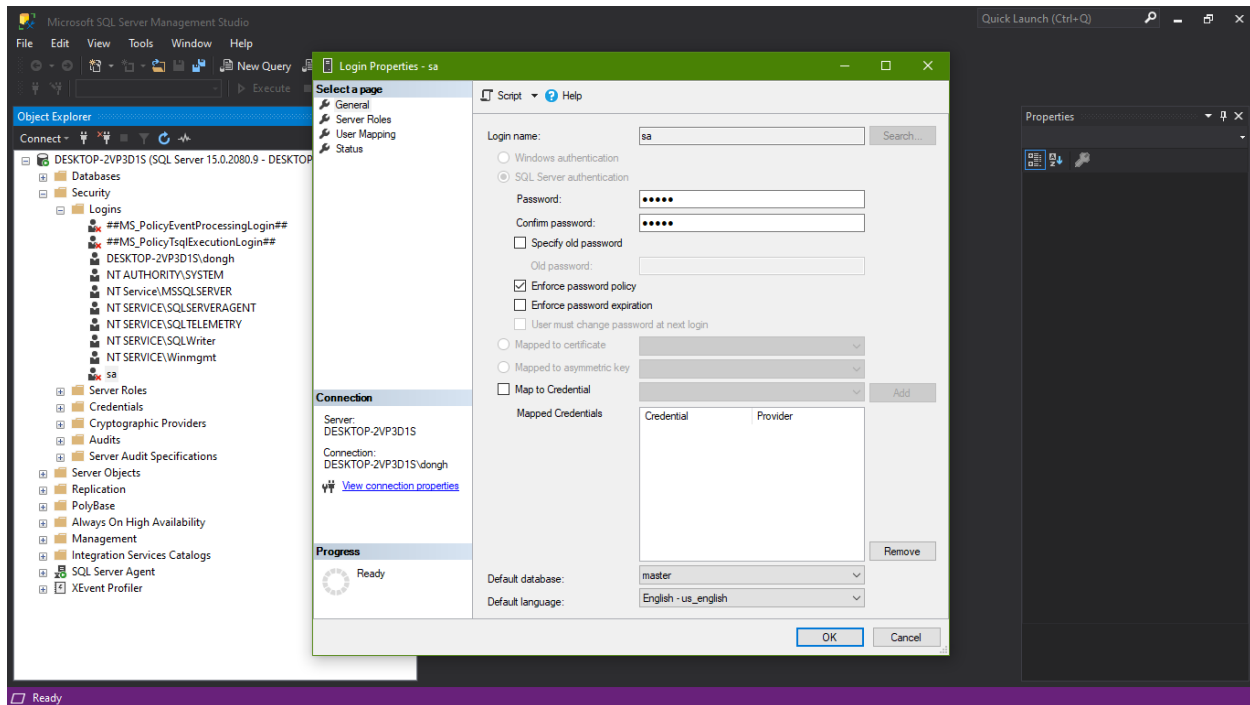 Microsoft SQL Server Management Studio
Quick Launch (Ctrl+Q)
File Edit View Tools Window Help
New Query
Execute
Object Explorer
Connect
DESKTOP-2VP3D1S (SQL Server 15.0.2080.9 - DESKTOP
Databases
Security
Logins
##MS_PolicyEventProcessingLogin##
##MS_PolicyTsqlExecutionLogin##
DESKTOP-2VP3D1S\dongh
NT AUTHORITY\SYSTEM
NT Service\MSSQLSERVER
NT SERVICE\SQLSERVERAGENT
NT SERVICE\SQLTELEMETRY
NT SERVICE\SQLWriter
NT SERVICE\Winmgmt
sa
Server Roles
Credentials
Cryptographic Providers
Audits
Server Audit Specifications
Server Objects
Replication
PolyBase
Always On High Availability
Management
Integration Services Catalogs
SQL Server Agent
XEvent Profiler
Login Properties - sa
Select a page
General
Server Roles
User Mapping
Status
Connection
Server:
DESKTOP-2VP3D1S
Connection:
DESKTOP-2VP3D1S\dongh
View connection properties
Progress
Ready
Script Help
Login name: sa Search...
Windows authentication
SQL Server authentication
Password: •••••
Confirm password: •••••
Specify old password
Old password:
Enforce password policy
Enforce password expiration
User must change password at next login
Mapped to certificate
Mapped to asymmetric key
Map to Credential Add
Mapped Credentials Credential Provider
Remove
Default database: master
Default language: English - us_english
OK Cancel
Properties
Ready